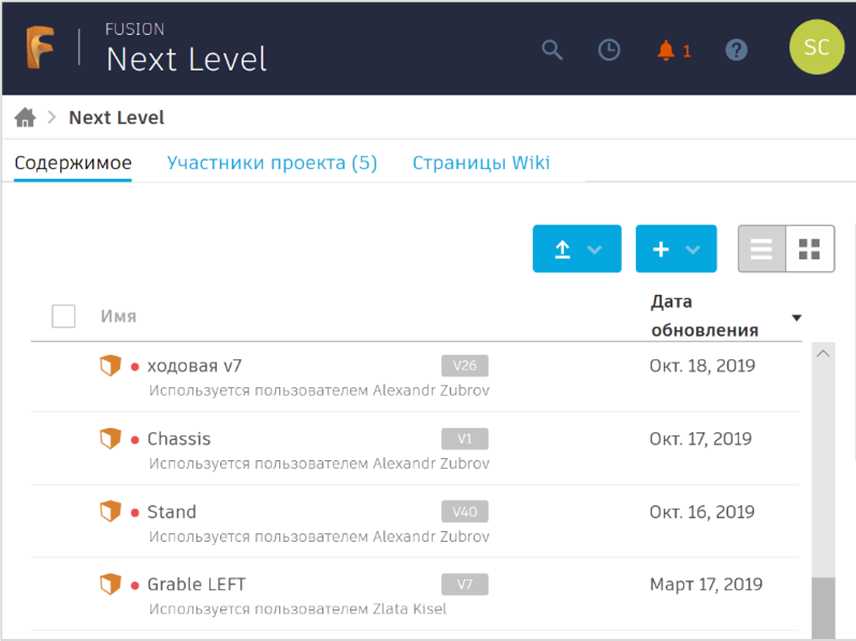 FUSION
Next Level
1
SC
Next Level
Содержимое Участники проекта (5) Страницы Wiki
Имя
Дата
обновления
ходовая v7 V26 Окт. 18, 2019
Используется пользователем Alexandr Zubrov
Chassis V1 Окт. 17, 2019
Используется пользователем Alexandr Zubrov
Stand V40 Окт. 16, 2019
Используется пользователем Alexandr Zubrov
Grable LEFT V7 Март 17, 2019
Используется пользователем Zlata Kisel